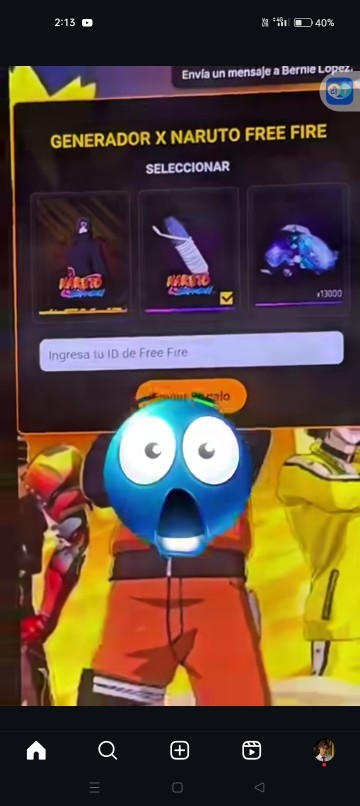 2:13
40%
Envía un mensaje a Bernie Lopez.
GENERADOR X NARUTO FREE FIRE
SELECCIONAR
NARUTO
NARUTO
x13000
Ingresa tu ID de Free Fire